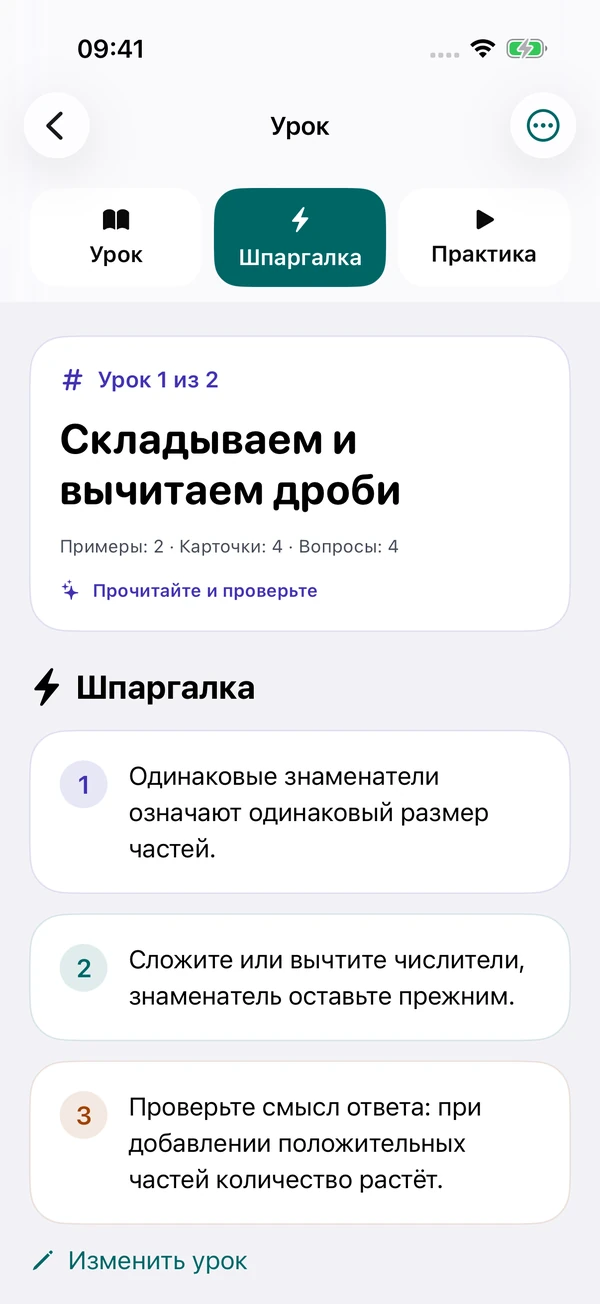 09:41
Урок
Урок
Шпаргалка
Практика
# Урок 1 из 2
Складываем и
вычитаем дроби
Примеры: 2 · Карточки: 4 · Вопросы: 4
Прочитайте и проверьте
Шпаргалка
1
Одинаковые знаменатели
означают одинаковый размер
частей.
2
Сложите или вычтите числители,
знаменатель оставьте прежним.
3
Проверьте смысл ответа: при
добавлении положительных
частей количество растёт.
Изменить урок